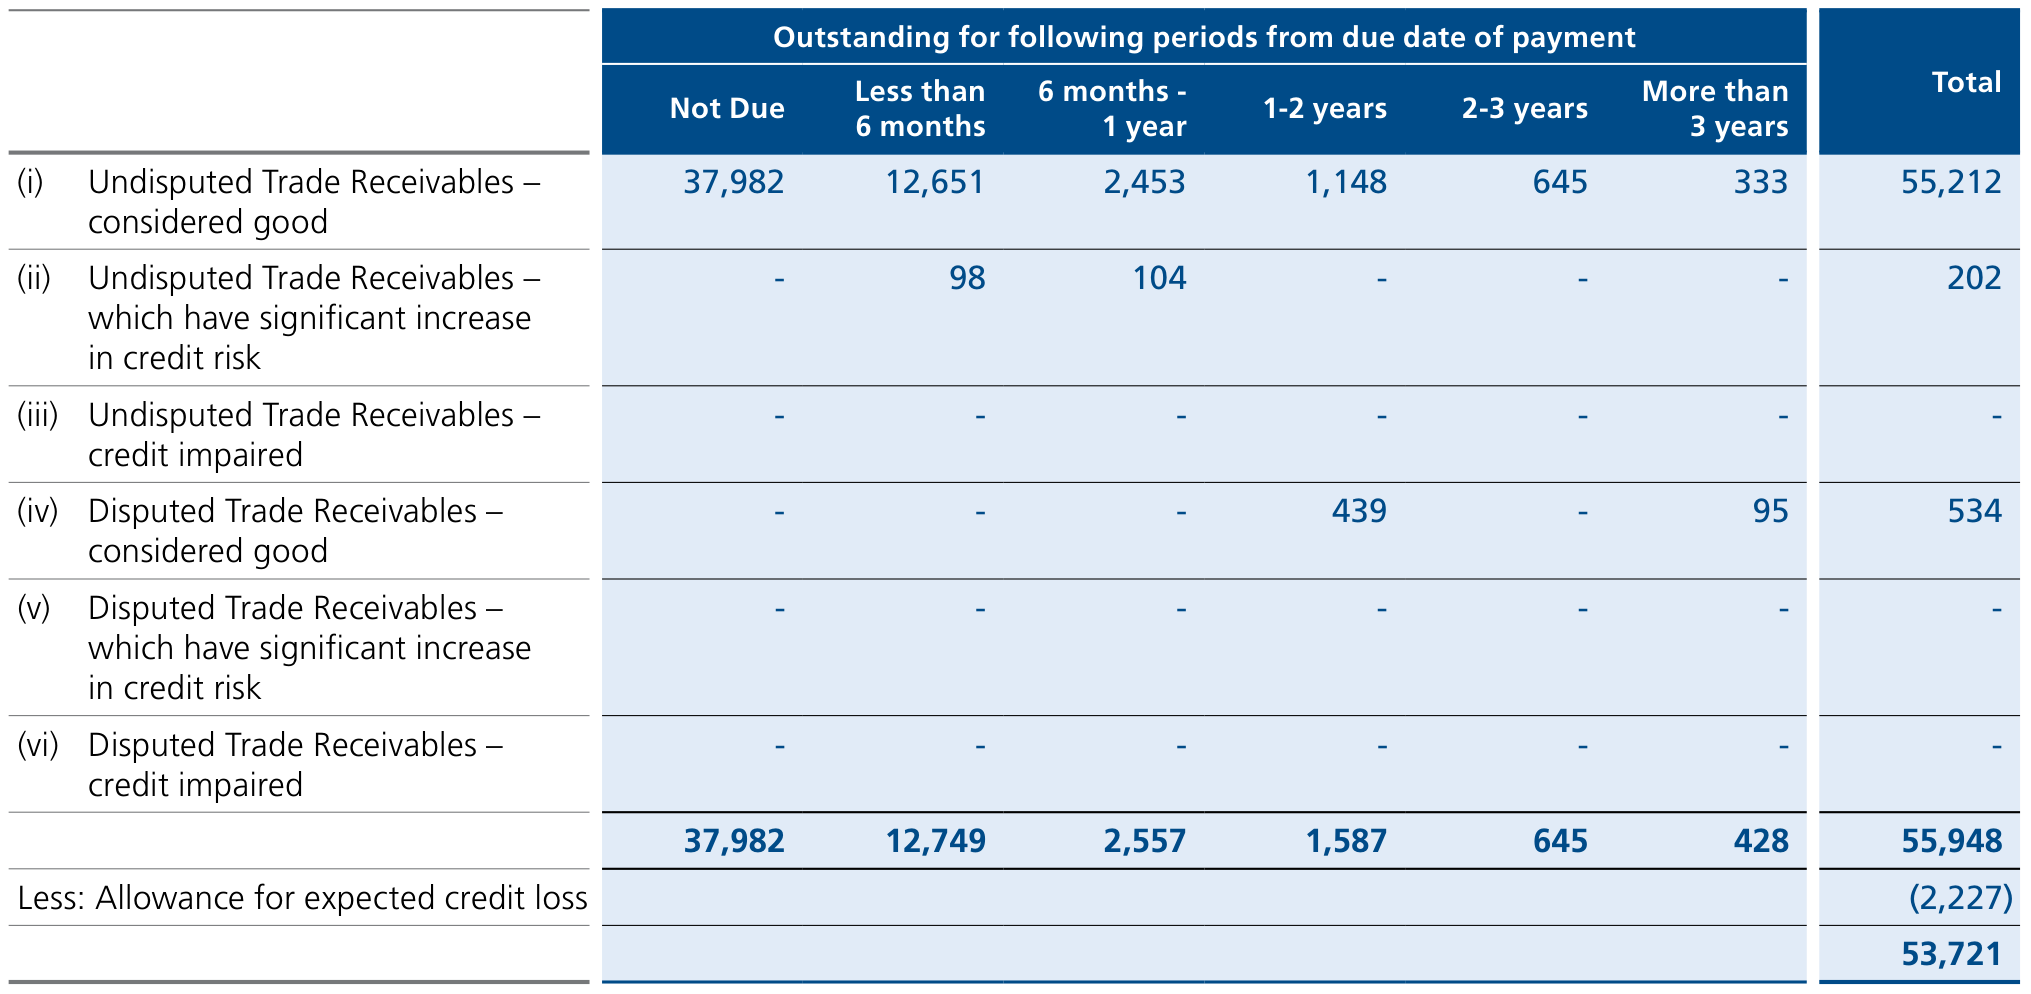 Outstanding for following periods from due date of payment
Total
Not Due Less than 6 months 6 months - 1 year 1-2 years 2-3 years More than 3 years
(i) Undisputed Trade Receivables – 37,982 12,651 2,453 1,148 645 333 55,212
considered good
(ii) Undisputed Trade Receivables – - 98 104 - - - 202
which have significant increase
in credit risk
(iii) Undisputed Trade Receivables – - - - - - - -
credit impaired
(iv) Disputed Trade Receivables – - - - 439 - 95 534
considered good
(v) Disputed Trade Receivables – - - - - - - -
which have significant increase
in credit risk
(vi) Disputed Trade Receivables – - - - - - - -
credit impaired
37,982 12,749 2,557 1,587 645 428 55,948
Less: Allowance for expected credit loss (2,227)
53,721